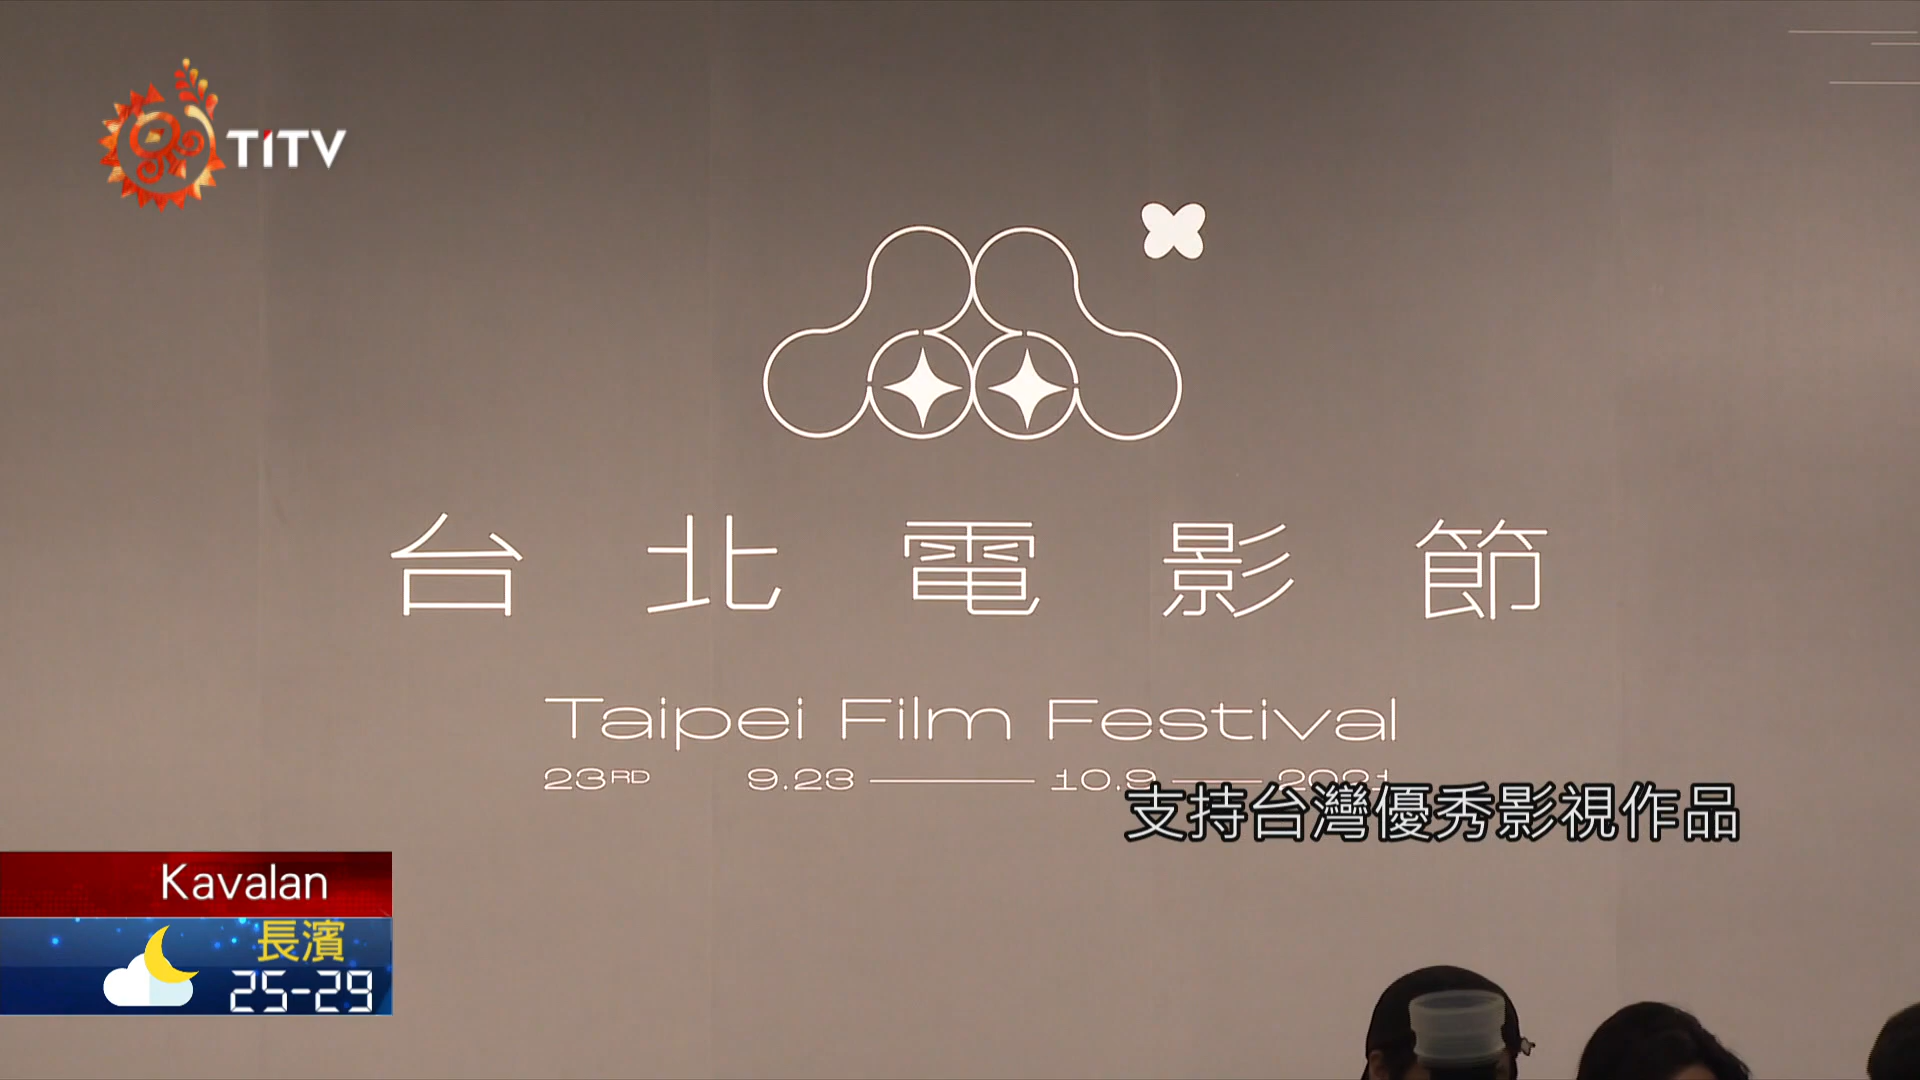 TiTV
台北電影節
Taipei Film Festival
23RD 9.23 — 10.9 — 2021
支持台灣優秀影視作品
Kavalan
長濱
25-29